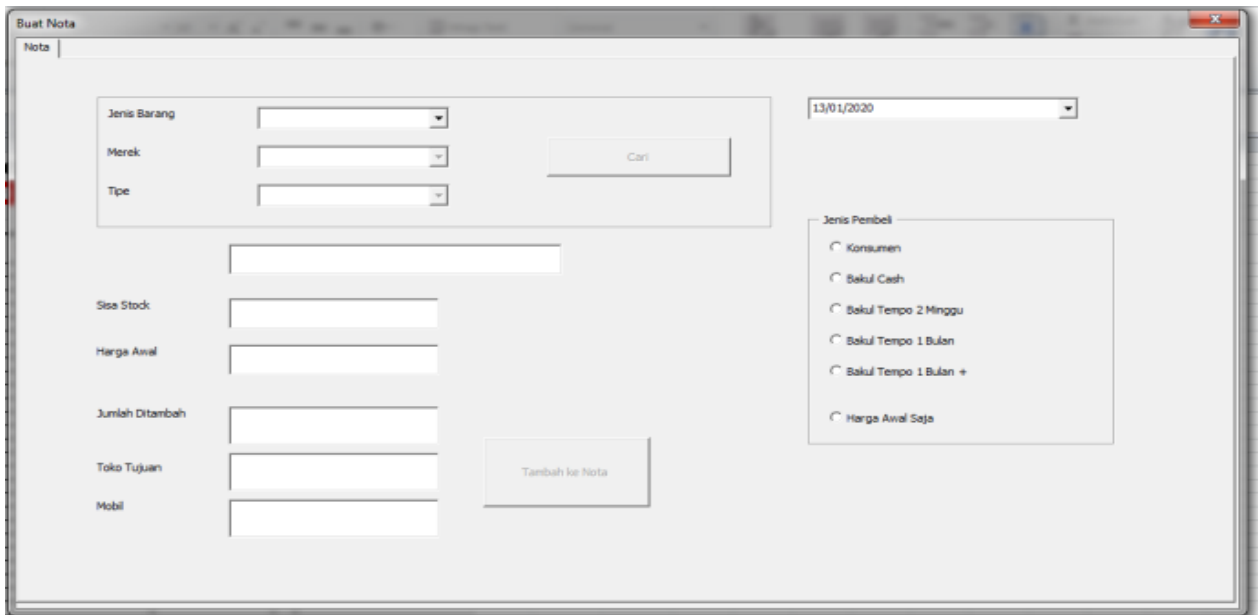 Buat Nota
Nota
Jenis Barang
Merek
Tipe
Cari
13/01/2020
Jenis Pembeli
Konsumen
Bakul Cash
Bakul Tempo 2 Minggu
Bakul Tempo 1 Bulan
Bakul Tempo 1 Bulan +
Harga Awal Saja
Sisa Stock
Harga Awal
Jumlah Ditambah
Toko Tujuan
Mobil
Tambah ke Nota